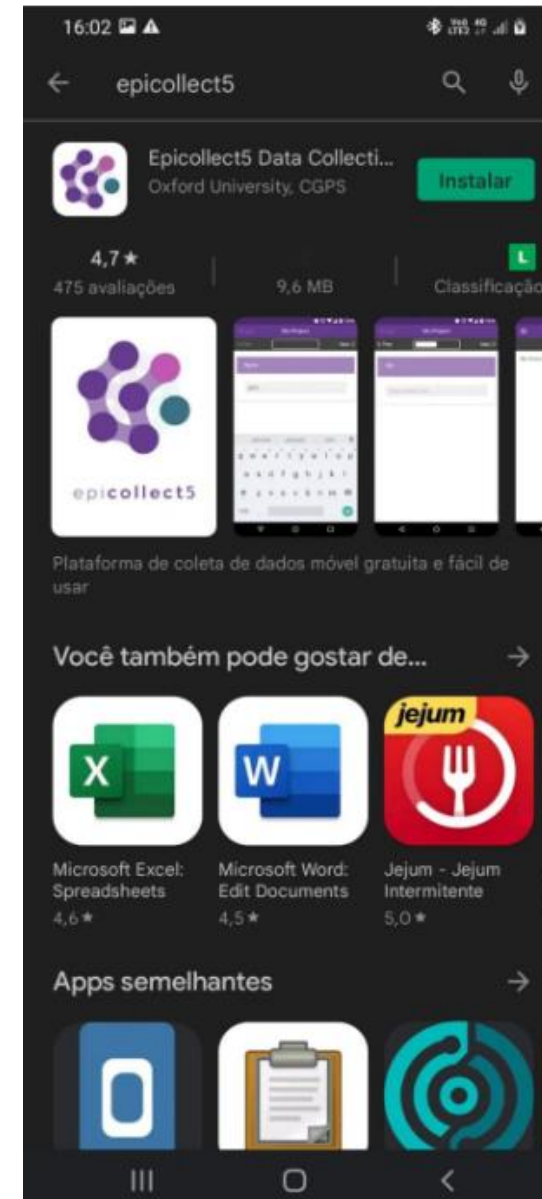 16:02
epicollect5
Epicollect5 Data Collecti...
Oxford University, CGPS
Instalar
4,7★
475 avaliações
9,6 MB
L
Classificação
epicollect5
Plataforma de coleta de dados móvel gratuita e fácil de
usar
Você também pode gostar de...
jejum
X
W
Microsoft Excel:
Spreadsheets
4,6★
Microsoft Word:
Edit Documents
4,5★
Jejum - Jejum
Intermitente
5,0★
Apps semelhantes